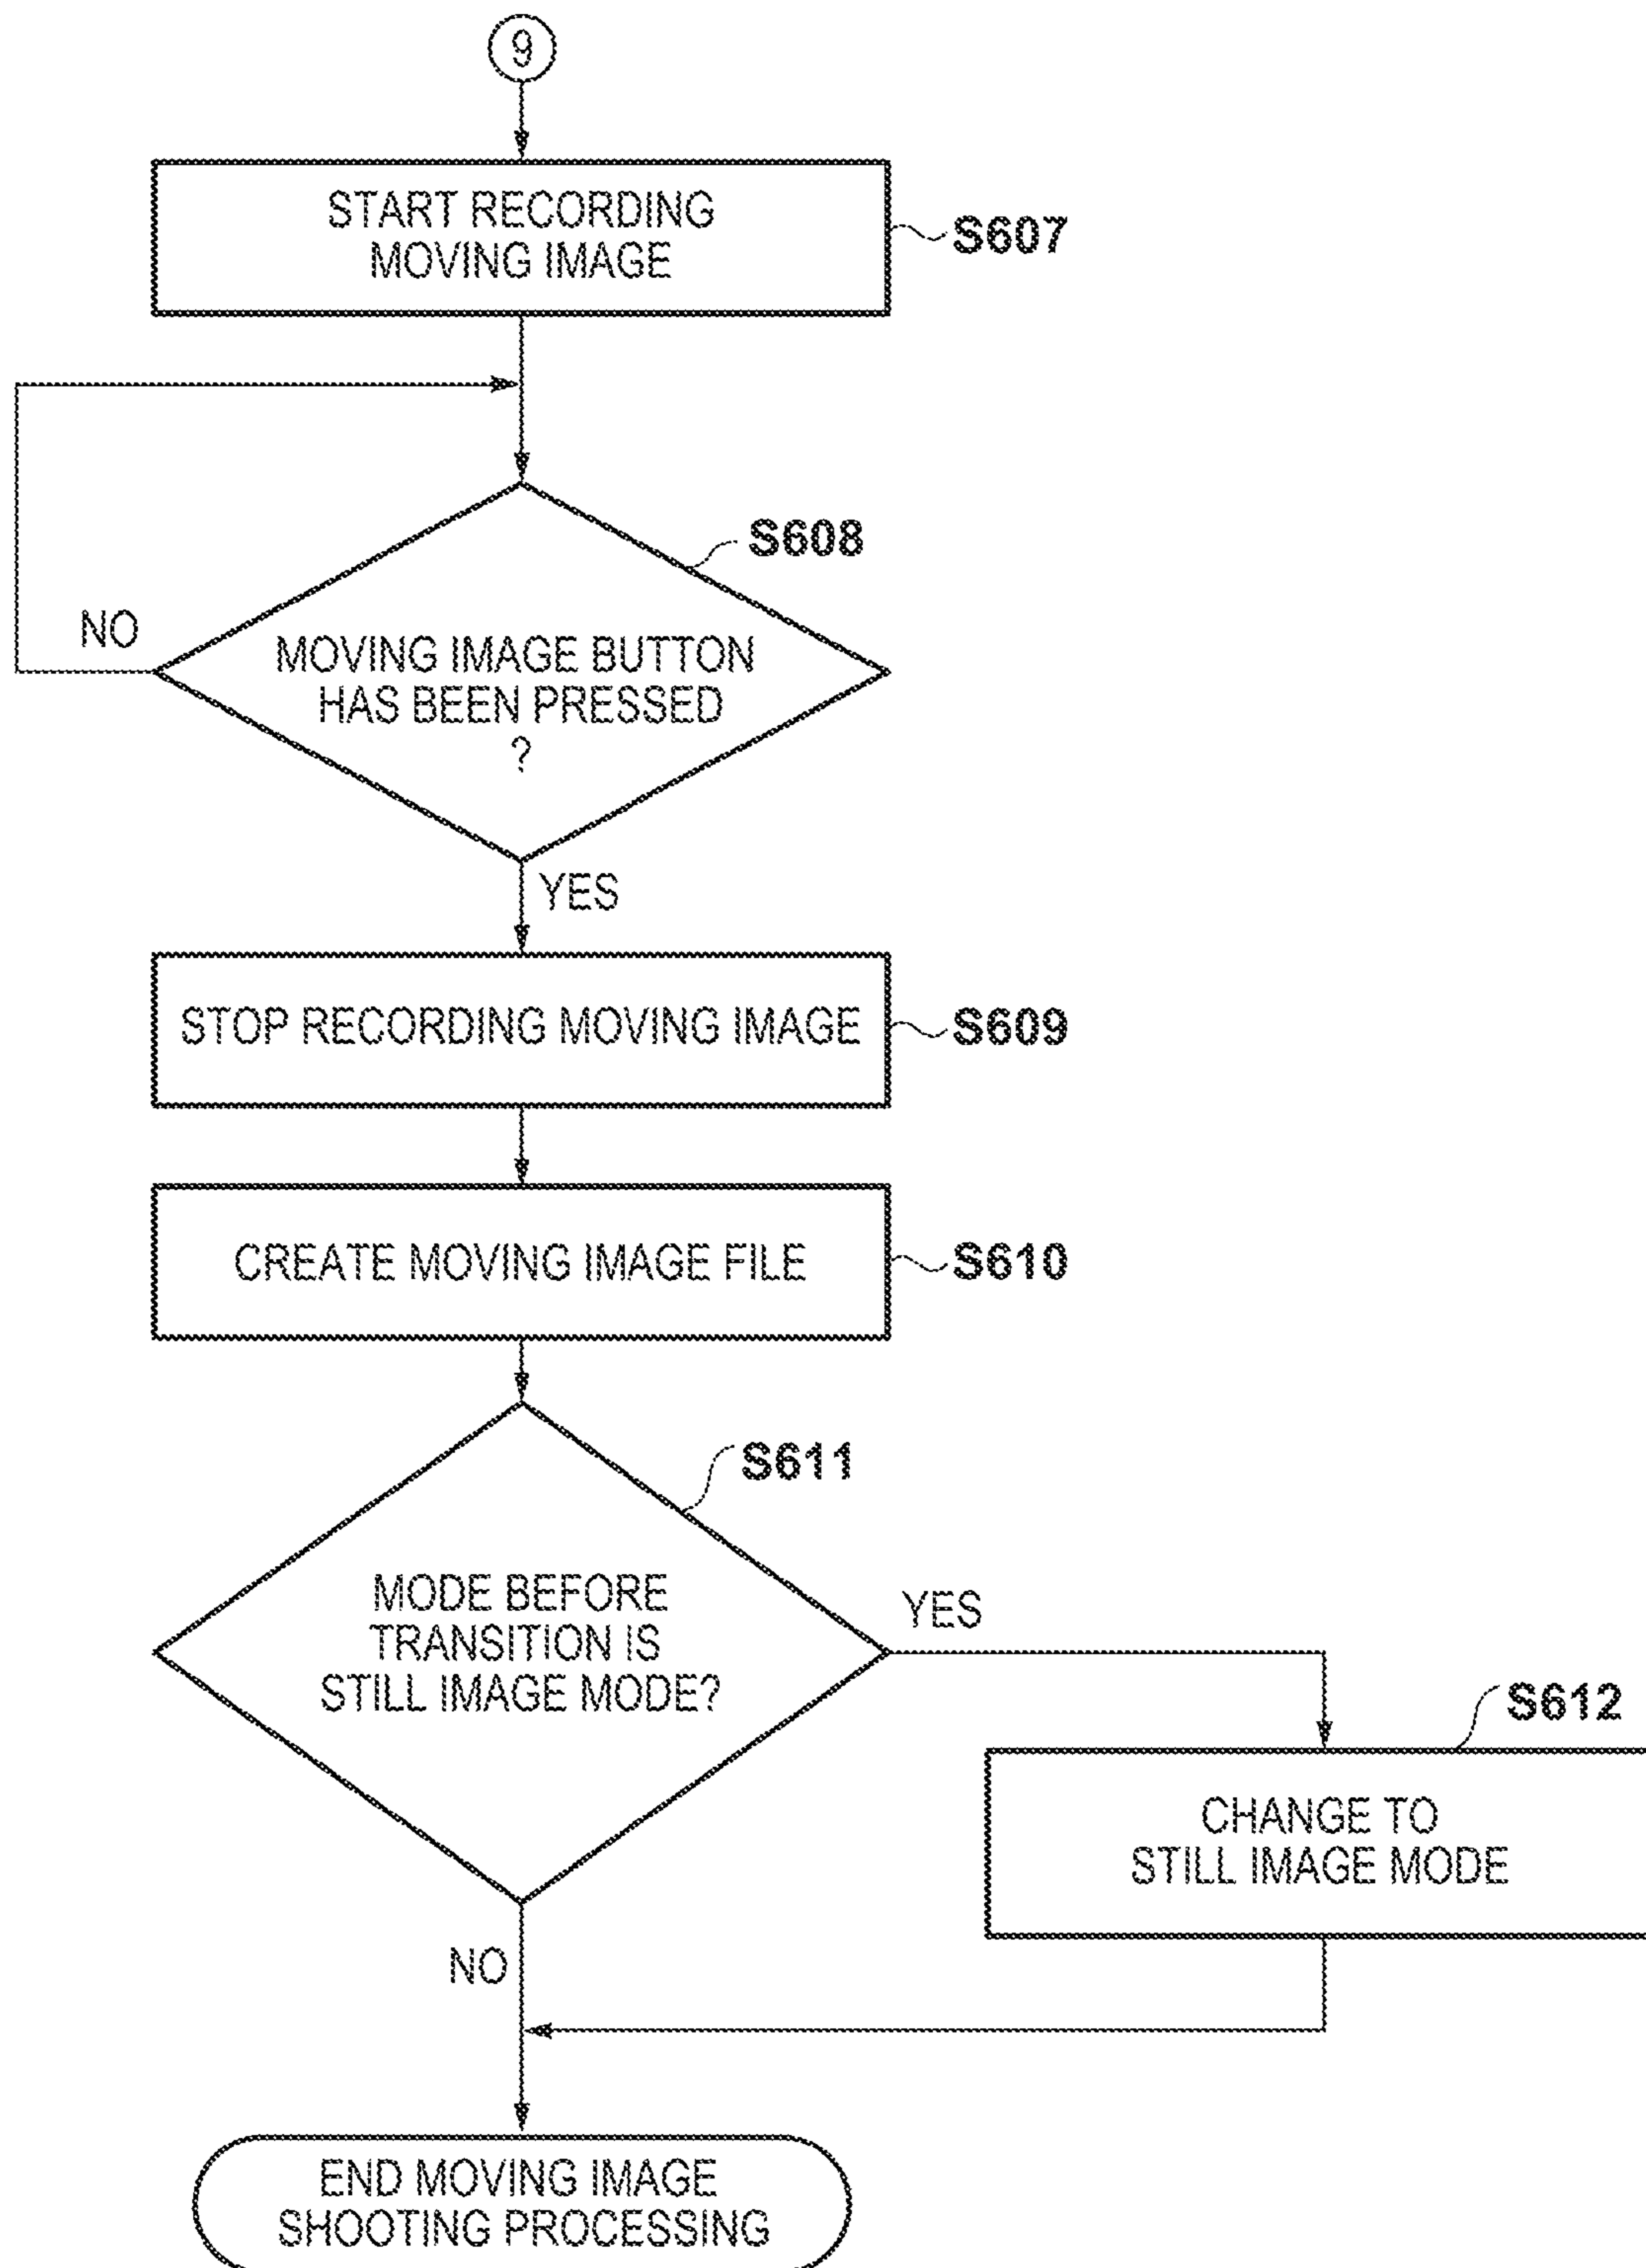 9
START RECORDING
MOVING IMAGE
S607
S608
NO
MOVING IMAGE BUTTON
HAS BEEN PRESSED
?
YES
STOP RECORDING MOVING IMAGE
S609
CREATE MOVING IMAGE FILE
S610
S611
MODE BEFORE
TRANSITION IS
STILL IMAGE MODE?
YES
S612
CHANGE TO
STILL IMAGE MODE
NO
END MOVING IMAGE
SHOOTING PROCESSING